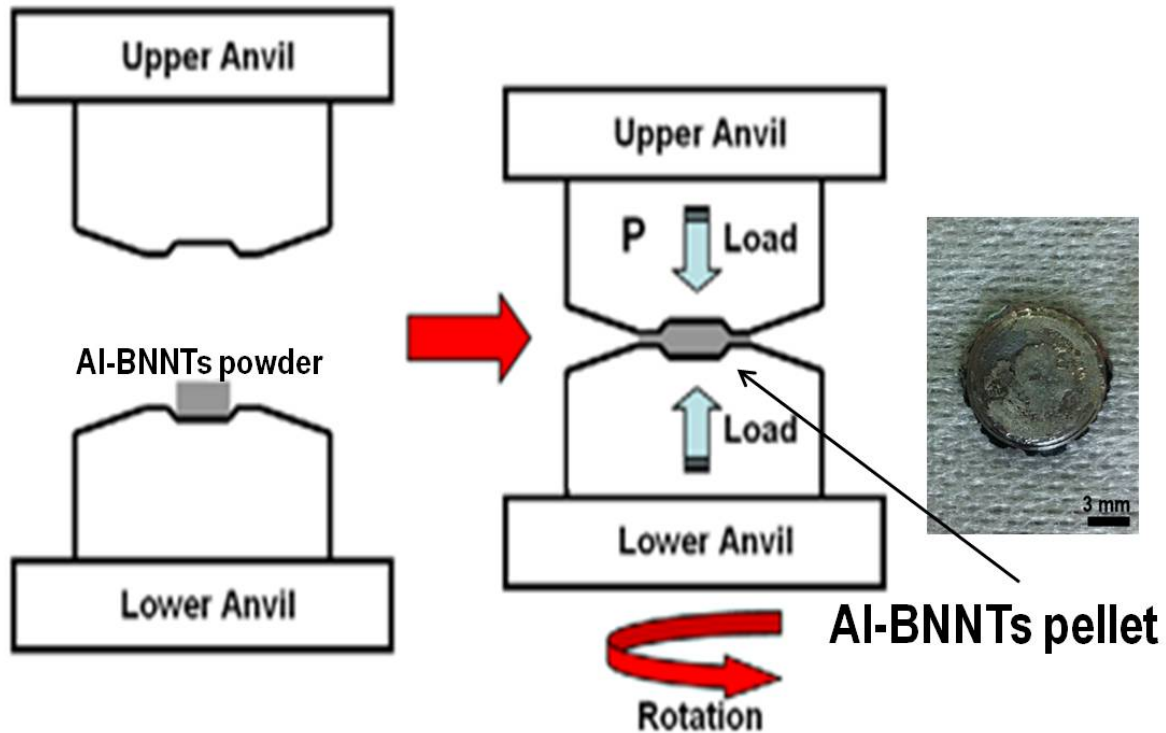 Upper Anvil
Al-BNNTs powder
Lower Anvil
Upper Anvil
P
Load
Load
Lower Anvil
Rotation
3 mm
Al-BNNTs pellet